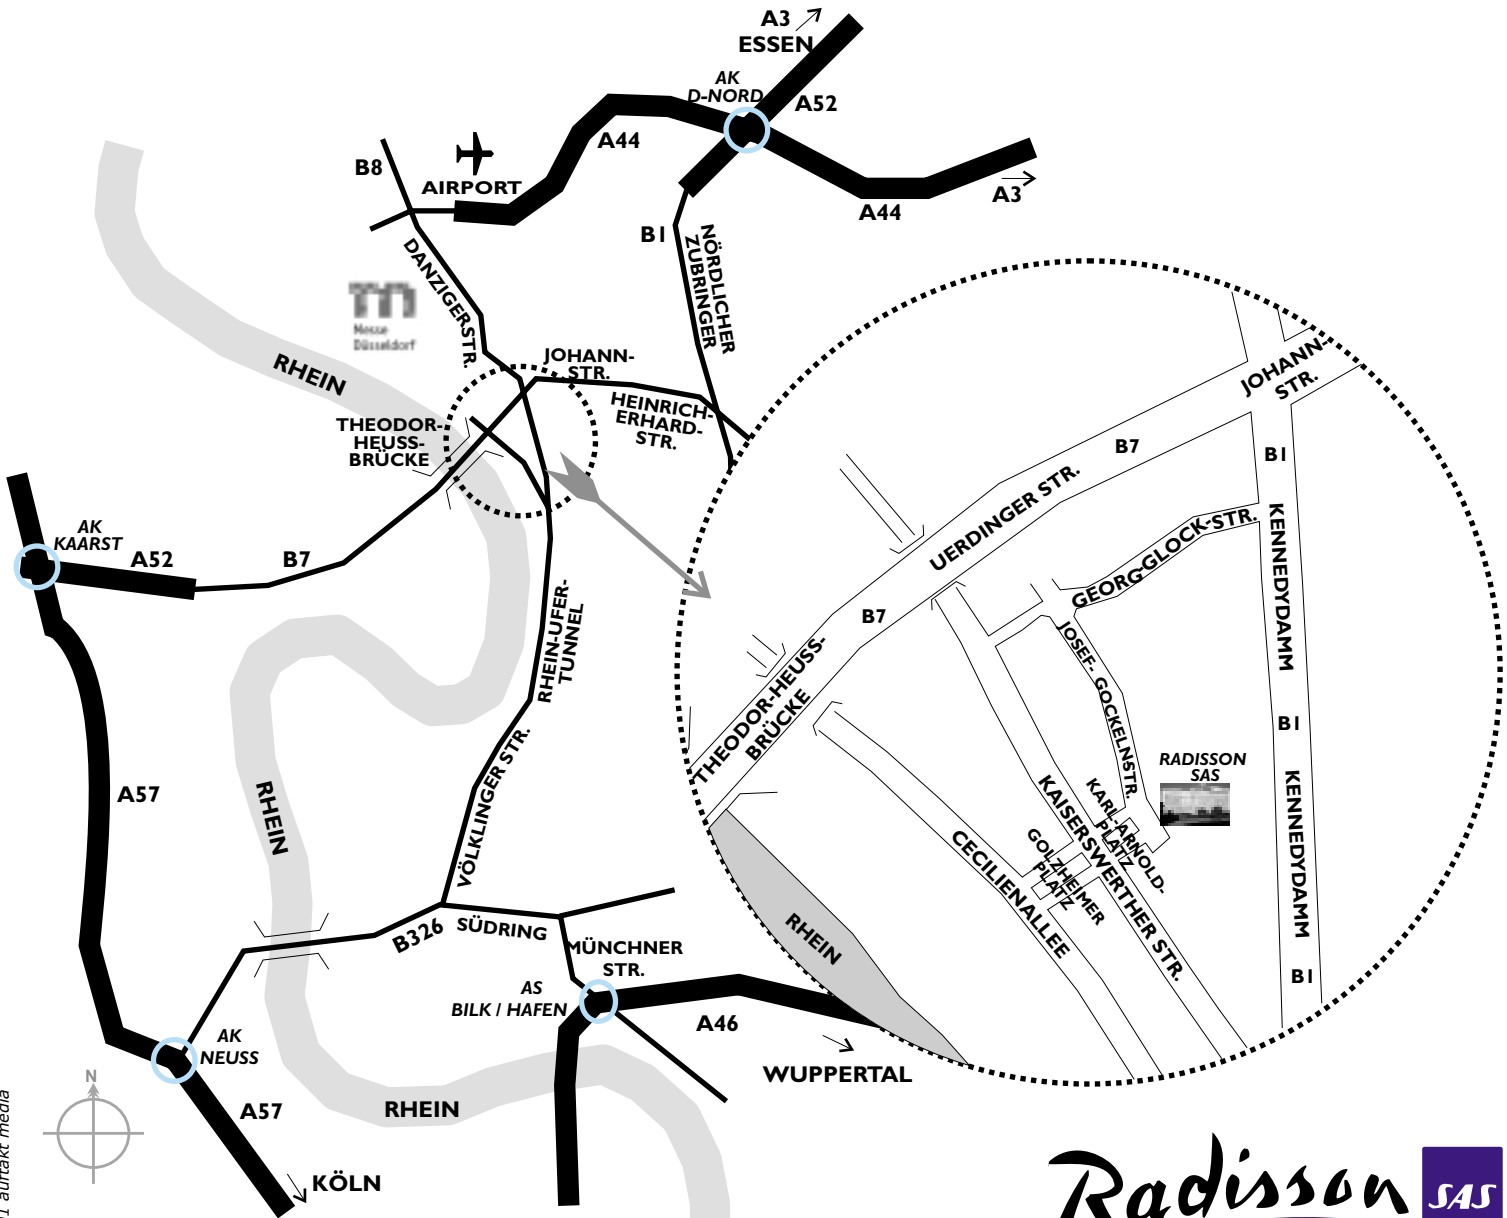 A3
ESSEN
AK
D-NORD
A52
A44
B8
AIRPORT
A3
A44
B1
NÖRDLICHER
ZUBRINGER
DANZIGERSTR.
Messe
Düsseldorf
RHEIN
JOHANN-
STR.
HEINRICH-
ERHARD-
STR.
THEODOR-
HEUSS-
BRÜCKE
AK
KAARST
A52
B7
RHEIN-UFER-
TUNNEL
A57
RHEIN
VÖLKLINGER STR.
B326
SÜDRING
MÜNCHNER
STR.
AS
BILK / HAFEN
A46
WUPPERTAL
AK
NEUSS
A57
RHEIN
KÖLN
N
auftakt media
JOHANN-
STR.
B7
B1
UERDINGER STR.
GEORG-GLOCK-STR.
KENNEDYDAMM
B7
JOSEF- GOCKELNSTR.
THEODOR-HEUSS-
BRÜCKE
B1
RADISSON
SAS
KENNEDYDAMM
KARL-ARNOLD-
PLATZ
KAISERSWERTHER STR.
GOLZHEIMER
PLATZ
CECILIENALLEE
RHEIN
B1
Radisson
SAS